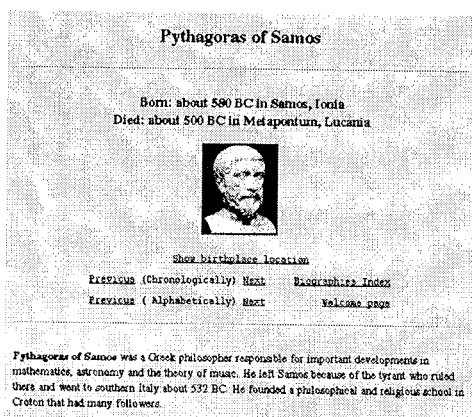 Pythagoras of Samos
Born: about 580 BC in Samos, Ionia
Died: about 500 BC in Metapontum, Lucania
Show birthplace location
Previous (Chronologically) Next Biographies Index
Previous ( Alphabetically) Next Welcome page
Pythagoras of Samos was a Greek philosopher responsible for important developments in
mathematics, astronomy and the theory of music. He left Samos because of the tyrant who ruled
there and went to southern Italy about 532 BC. He founded a philosophical and religious school in
Croton that had many followers.